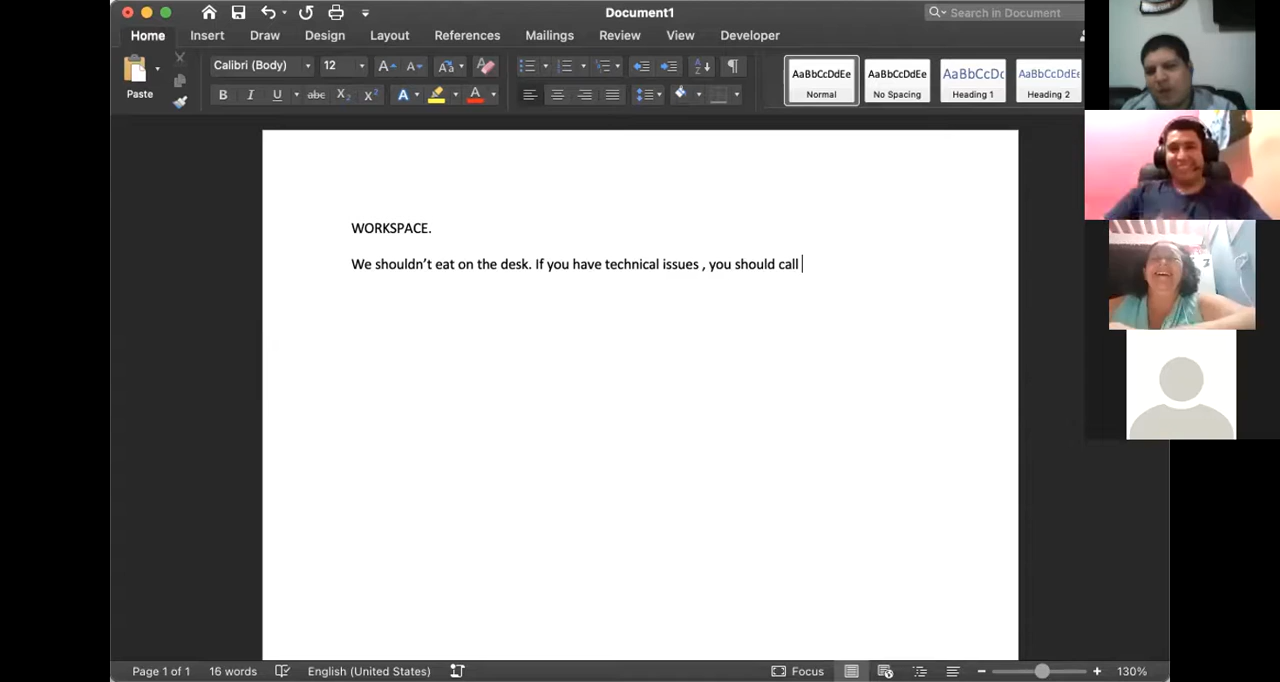 Document1
Search in Document
Home Insert Draw Design Layout References Mailings Review View Developer
Paste
Calibri (Body) 12
AaBbCcDdEe AaBbCcDdEe AaBbCcDc AaBbCcDdEe
Normal No Spacing Heading 1 Heading 2
WORKSPACE.
We shouldn't eat on the desk. If you have technical issues , you should call
Page 1 of 1 16 words English (United States) Focus 130%